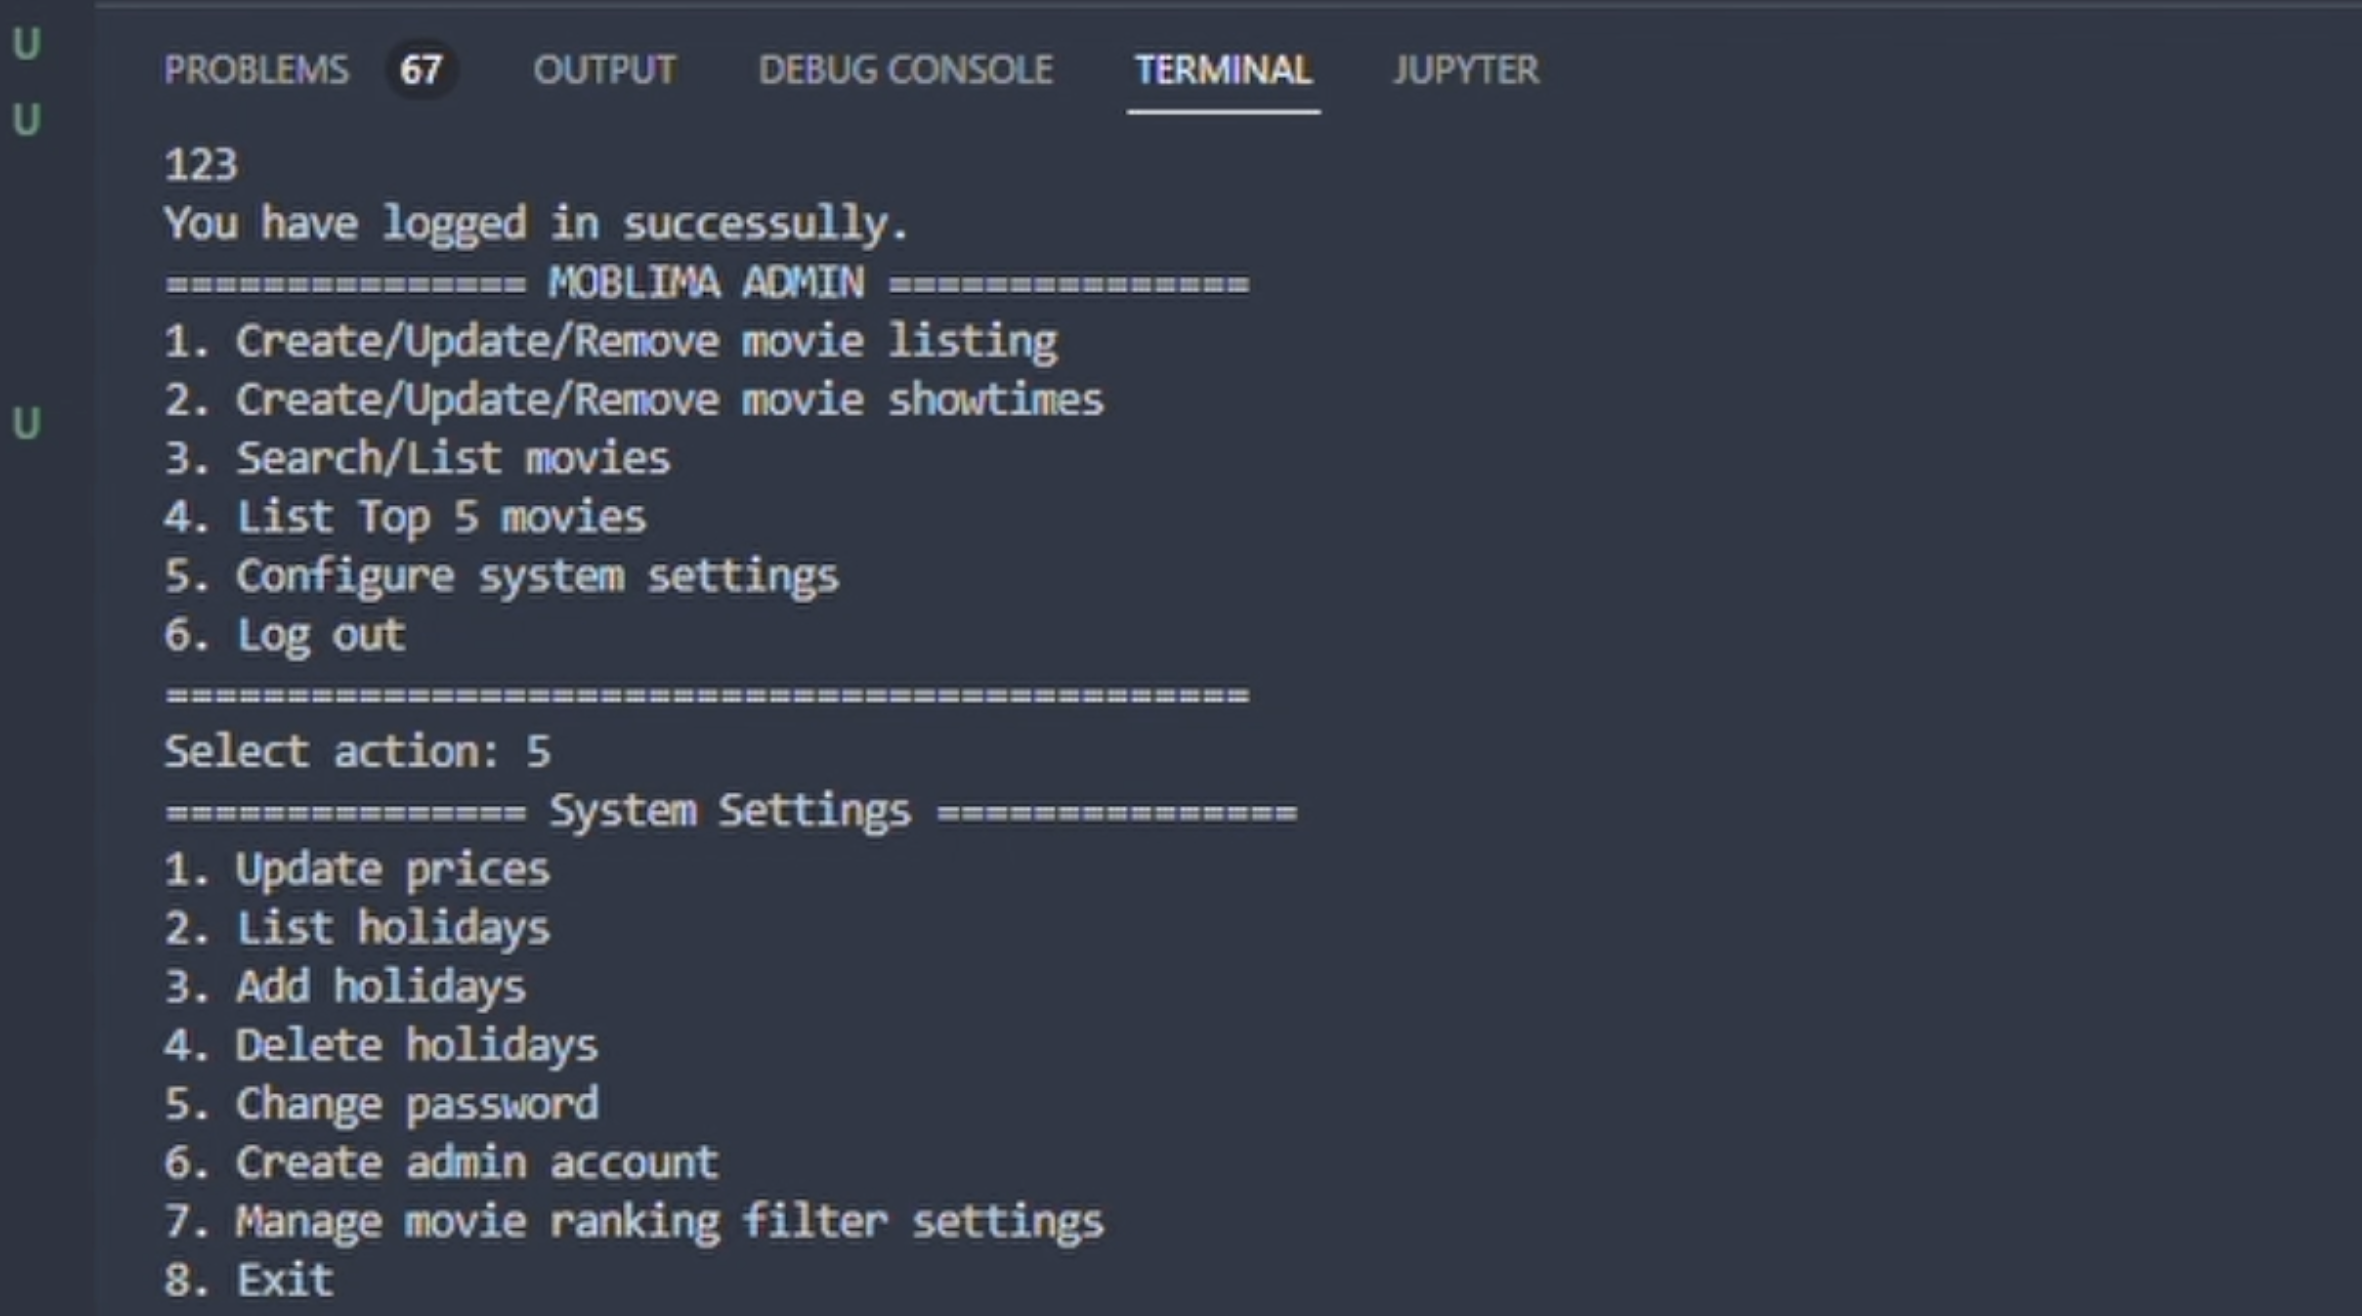 U
U
U
PROBLEMS 67 OUTPUT DEBUG CONSOLE TERMINAL JUPYTER
123
You have logged in successully.
=============== MOBLIMA ADMIN ===============
1. Create/Update/Remove movie listing
2. Create/Update/Remove movie showtimes
3. Search/List movies
4. List Top 5 movies
5. Configure system settings
6. Log out
=============================================
Select action: 5
=============== System Settings ===============
1. Update prices
2. List holidays
3. Add holidays
4. Delete holidays
5. Change password
6. Create admin account
7. Manage movie ranking filter settings
8. Exit